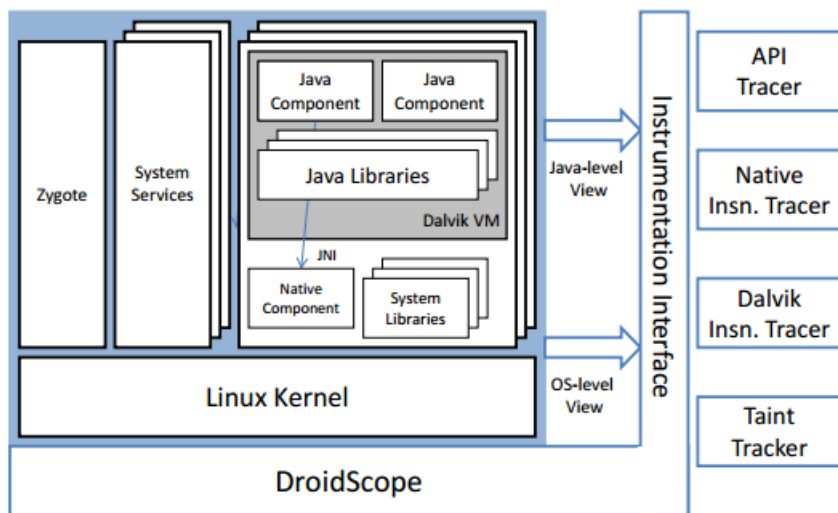 Zygote
System
Services
Java
Component
Java
Component
Java Libraries
Dalvik VM
JNI
Native
Component
System
Libraries
Linux Kernel
DroidScope
Java-level
View
OS-level
View
Instrumentation Interface
API
Tracer
Native
Insn. Tracer
Dalvik
Insn. Tracer
Taint
Tracker